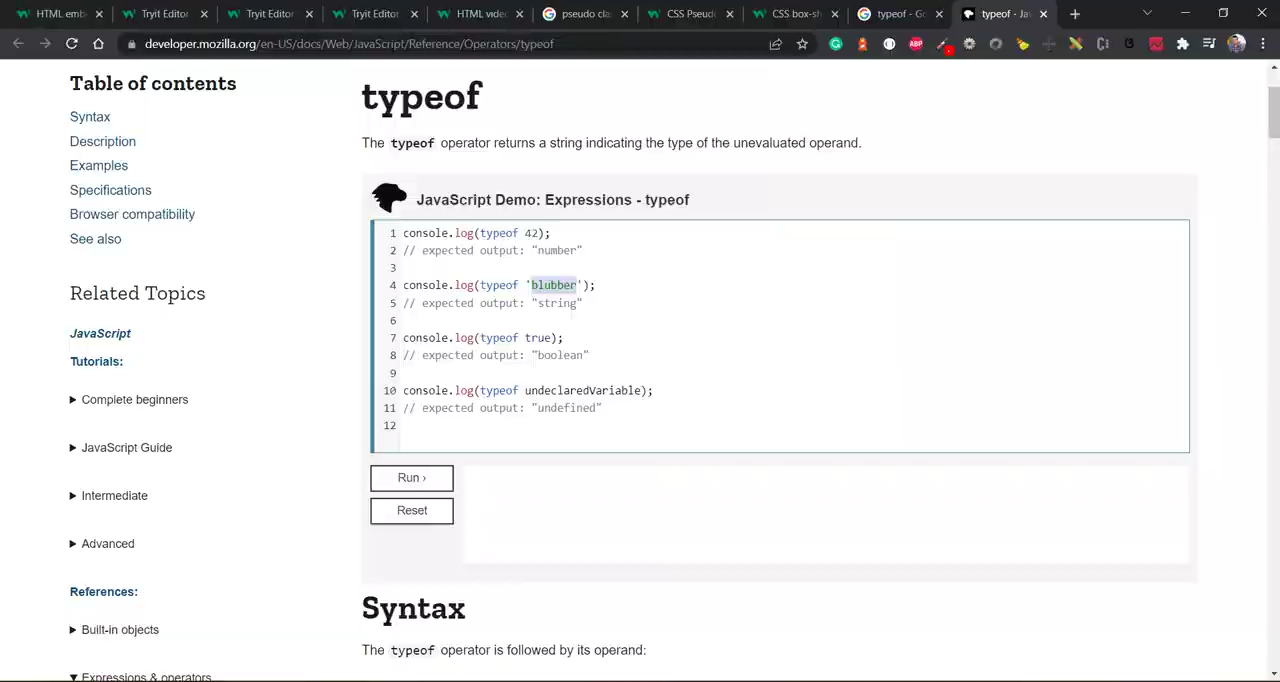 HTML emb
Tryit Editor
Tryit Editor
Tryit Editor
HTML video
pseudo cla
CSS Pseud
CSS box-sh
typeof - Go
typeof - Jav
developer.mozilla.org/en-US/docs/Web/JavaScript/Reference/Operators/typeof
ABP
Table of contents
Syntax
Description
Examples
Specifications
Browser compatibility
See also
Related Topics
JavaScript
Tutorials:
Complete beginners
JavaScript Guide
Intermediate
Advanced
References:
Built-in objects
Expressions & operators
typeof
The typeof operator returns a string indicating the type of the unevaluated operand.
JavaScript Demo: Expressions - typeof
1 console.log(typeof 42);
2 // expected output: "number"
3
4 console.log(typeof 'blubber');
5 // expected output: "string"
6
7 console.log(typeof true);
8 // expected output: "boolean"
9
10 console.log(typeof undeclaredVariable);
11 // expected output: "undefined"
12
Run ›
Reset
Syntax
The typeof operator is followed by its operand: